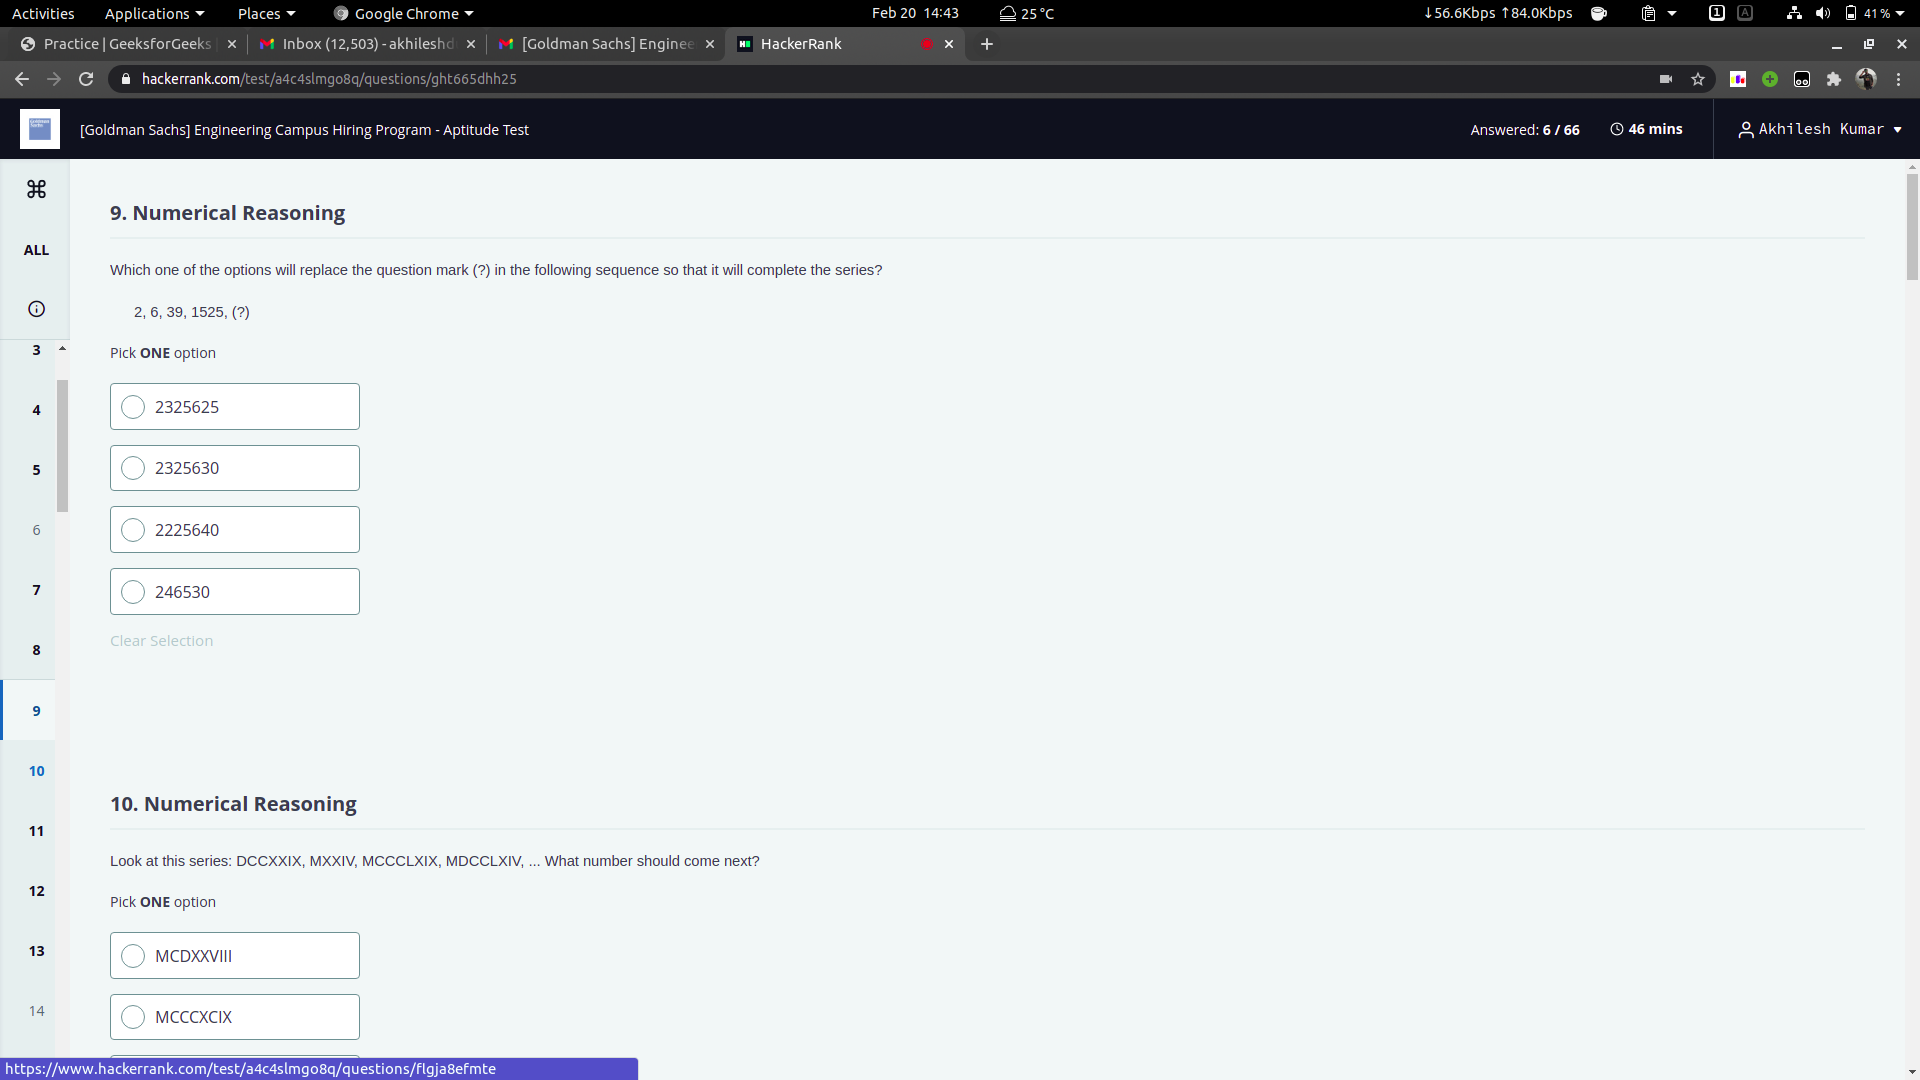 Activities Applications Places Google Chrome Feb 20 14:43 25 °C ↓56.6Kbps ↑84.0Kbps 1 A 41 %
Practice | GeeksforGeeks Inbox (12,503) - akhileshd [Goldman Sachs] Enginee HackerRank
hackerrank.com/test/a4c4slmgo8q/questions/ght665dhh25
[Goldman Sachs] Engineering Campus Hiring Program - Aptitude Test Answered: 6 / 66 46 mins Akhilesh Kumar
ALL
3
4
5
6
7
8
9
10
11
12
13
14
9. Numerical Reasoning
Which one of the options will replace the question mark (?) in the following sequence so that it will complete the series?
2, 6, 39, 1525, (?)
Pick ONE option
2325625
2325630
2225640
246530
Clear Selection
10. Numerical Reasoning
Look at this series: DCCXXIX, MXXIV, MCCCLXIX, MDCCLXIV, ... What number should come next?
Pick ONE option
MCDXXVIII
MCCCXCIX
https://www.hackerrank.com/test/a4c4slmgo8q/questions/flgja8efmte